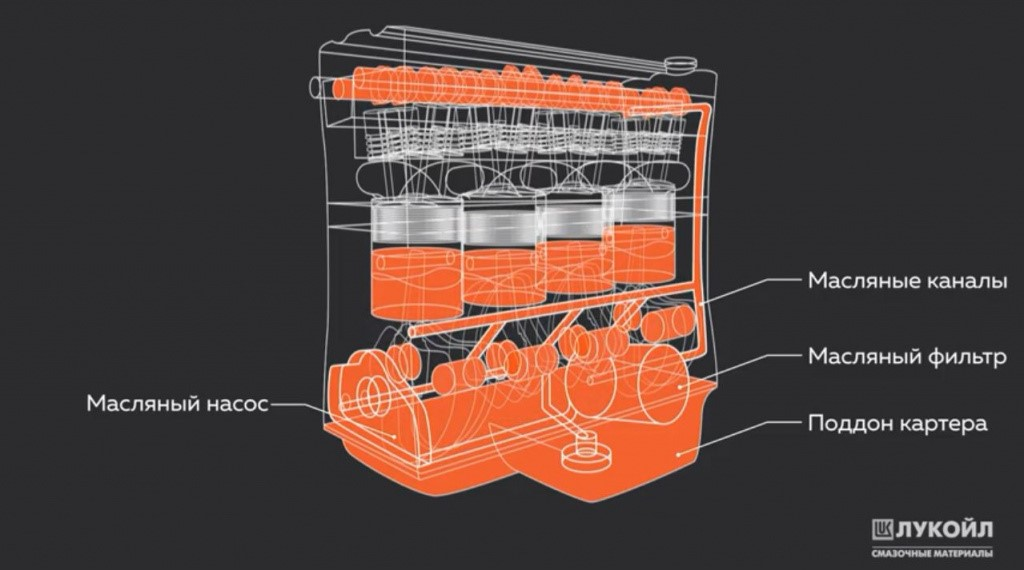 Масляные каналы
Масляный фильтр
Масляный насос
Поддон картера
ЛУКОЙЛ
СМАЗОЧНЫЕ МАТЕРИАЛЫ